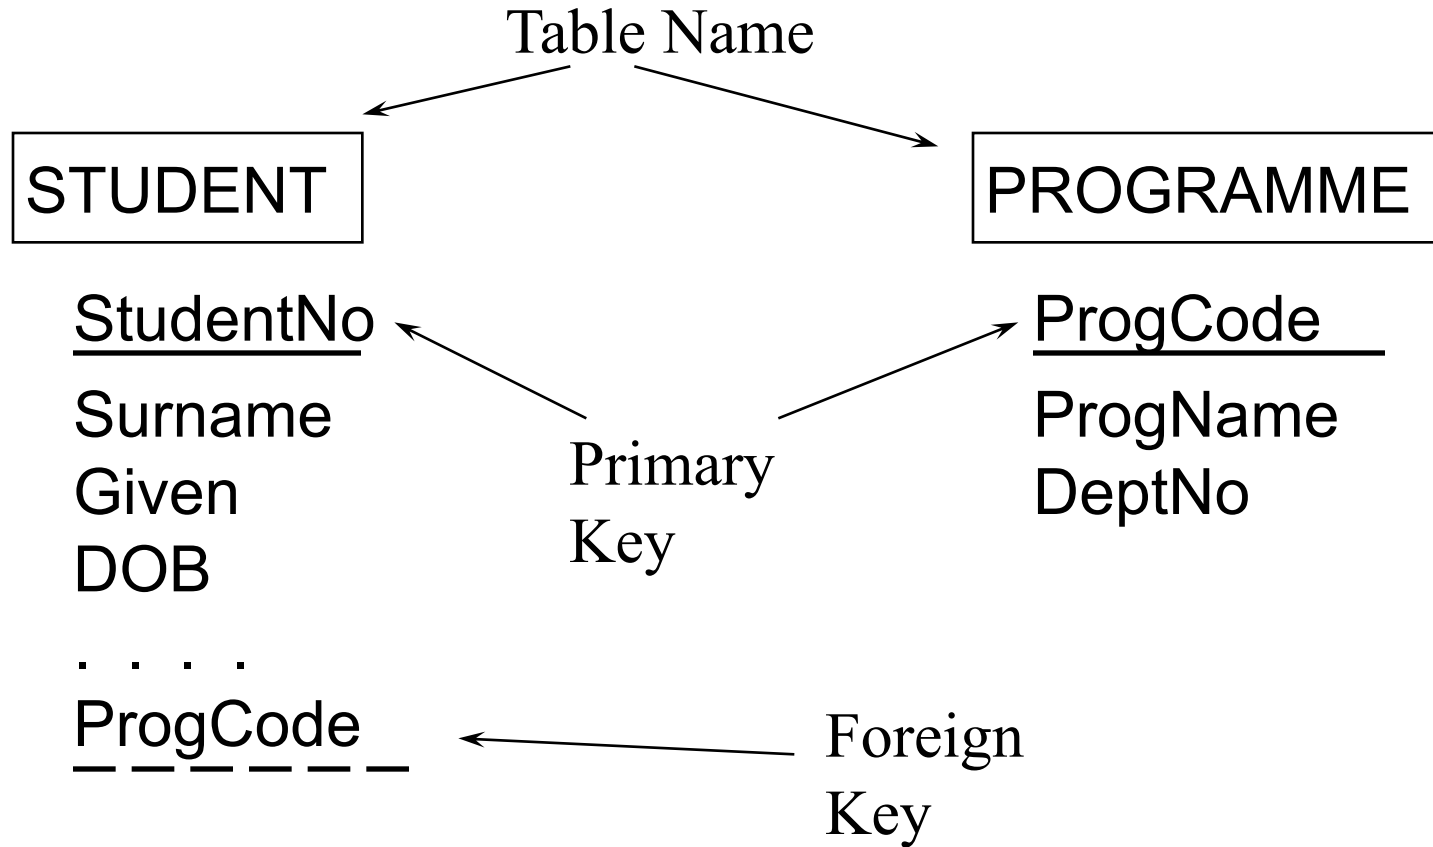 Table Name
STUDENT
PROGRAMME
StudentNo
Surname
Given
DOB
. . . .
ProgCode
Primary
Key
ProgCode
ProgName
DeptNo
Foreign
Key